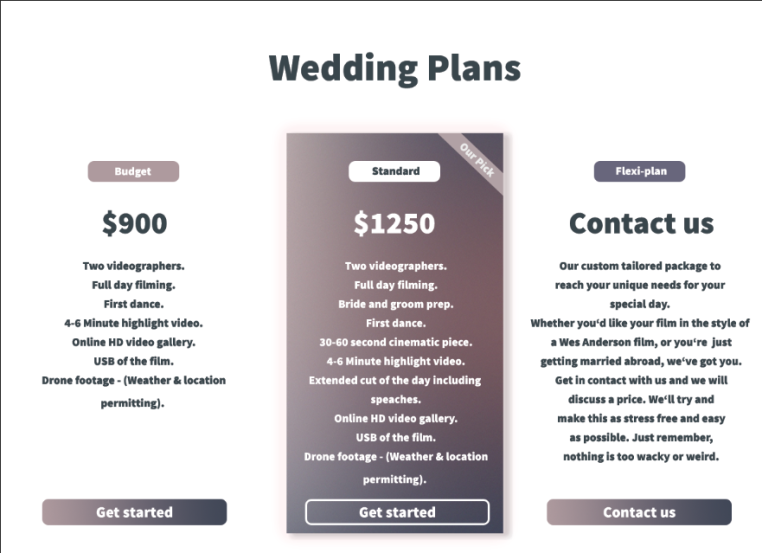 Wedding Plans
Budget
$900
Two videographers.
Full day filming.
First dance.
4-6 Minute highlight video.
Online HD video gallery.
USB of the film.
Drone footage - (Weather & location
permitting).
Get started
Our Pick
Standard
$1250
Two videographers.
Full day filming.
Bride and groom prep.
First dance.
30-60 second cinematic piece.
4-6 Minute highlight video.
Extended cut of the day including
speaches.
Online HD video gallery.
USB of the film.
Drone footage - (Weather & location
permitting).
Get started
Flexi-plan
Contact us
Our custom tailored package to
reach your unique needs for your
special day.
Whether you‘d like your film in the style of
a Wes Anderson film, or you‘re just
getting married abroad, we‘ve got you.
Get in contact with us and we will
discuss a price. We‘ll try and
make this as stress free and easy
as possible. Just remember,
nothing is too wacky or weird.
Contact us